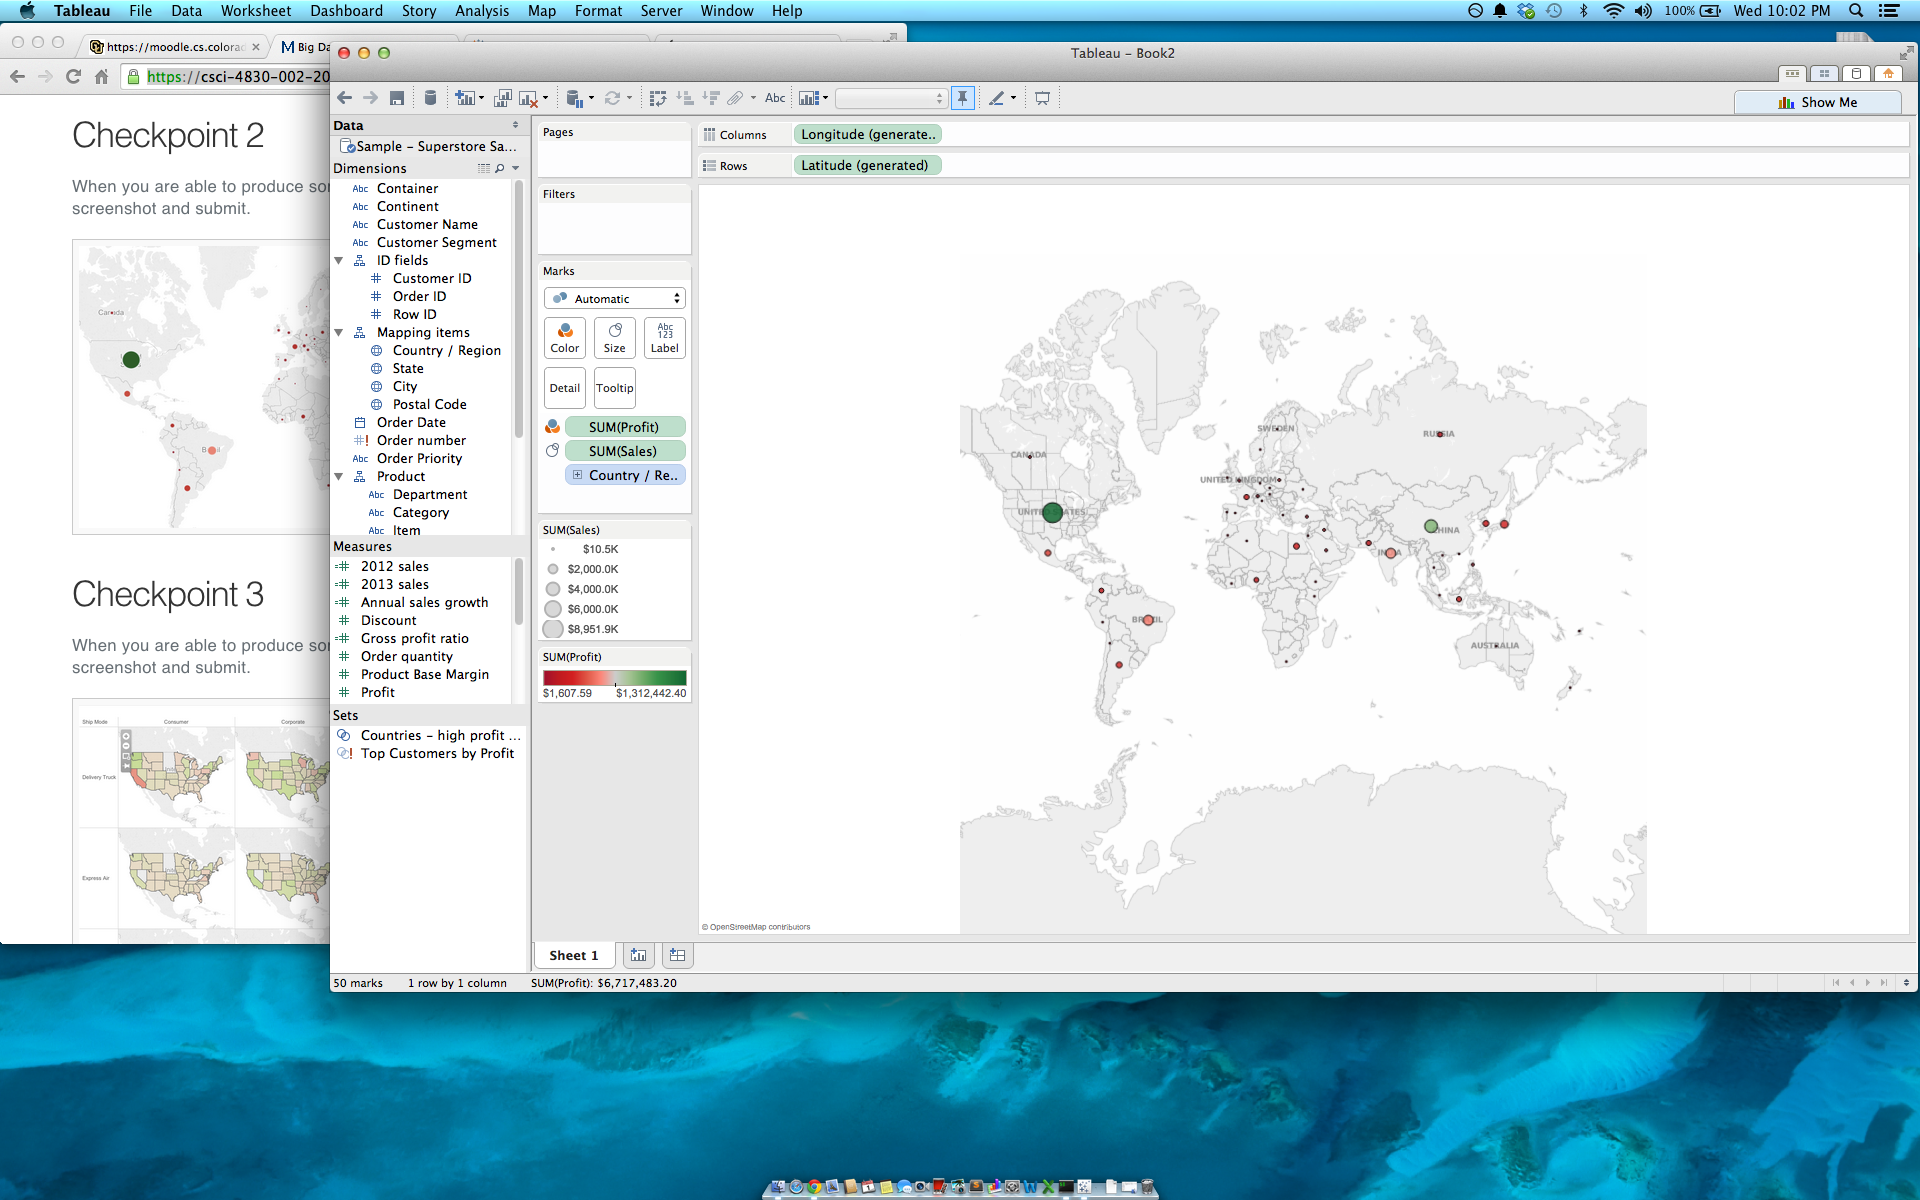 Tableau File Data Worksheet Dashboard Story Analysis Map Format Server Window Help
100% Wed 10:02 PM
https://moodle.cs.colorad
Big Da
https://csci-4830-002-20
Checkpoint 2
When you are able to produce so
screenshot and submit.
Canada
Checkpoint 3
When you are able to produce so
screenshot and submit.
Ship Mode Consumer Corporate
Delivery Truck
Express Air
Tableau - Book2
Abc
Show Me
Data
Sample - Superstore Sa...
Dimensions
Abc Container
Abc Continent
Abc Customer Name
Abc Customer Segment
ID fields
Customer ID
Order ID
Row ID
Mapping items
Country / Region
State
City
Postal Code
Order Date
Order number
Abc Order Priority
Product
Abc Department
Abc Category
Abc Item
Measures
2012 sales
2013 sales
Annual sales growth
Discount
Gross profit ratio
Order quantity
Product Base Margin
Profit
Sets
Countries - high profit ...
Top Customers by Profit
Pages
Filters
Marks
Automatic
Color Size Abc 123 Label
Detail Tooltip
SUM(Profit)
SUM(Sales)
Country / Re..
SUM(Sales)
$10.5K
$2,000.0K
$4,000.0K
$6,000.0K
$8,951.9K
SUM(Profit)
$1,607.59 $1,312,442.40
Columns Longitude (generate..
Rows Latitude (generated)
SWEDEN
RUSSIA
CANADA
UNITED KINGDOM
UNITED STATES
CHINA
INDIA
BRAZIL
AUSTRALIA
© OpenStreetMap contributors
Sheet 1
50 marks 1 row by 1 column SUM(Profit): $6,717,483.20